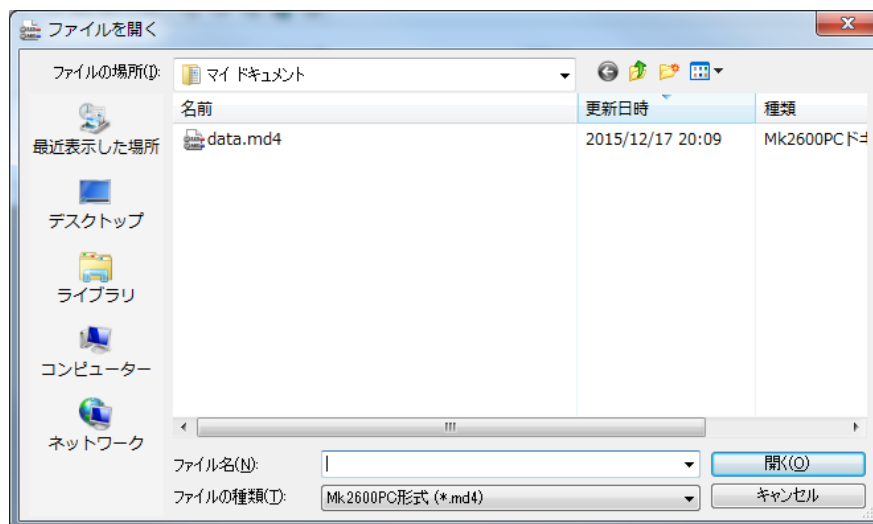 ファイルを開く
ファイルの場所(I):
マイ ドキュメント
名前
更新日時
種類
data.md4
2015/12/17 20:09
Mk2600PCドキ
最近表示した場所
デスクトップ
ライブラリ
コンピューター
ネットワーク
ファイル名(N):
開く(O)
ファイルの種類(T):
Mk2600PC形式 (*.md4)
キャンセル